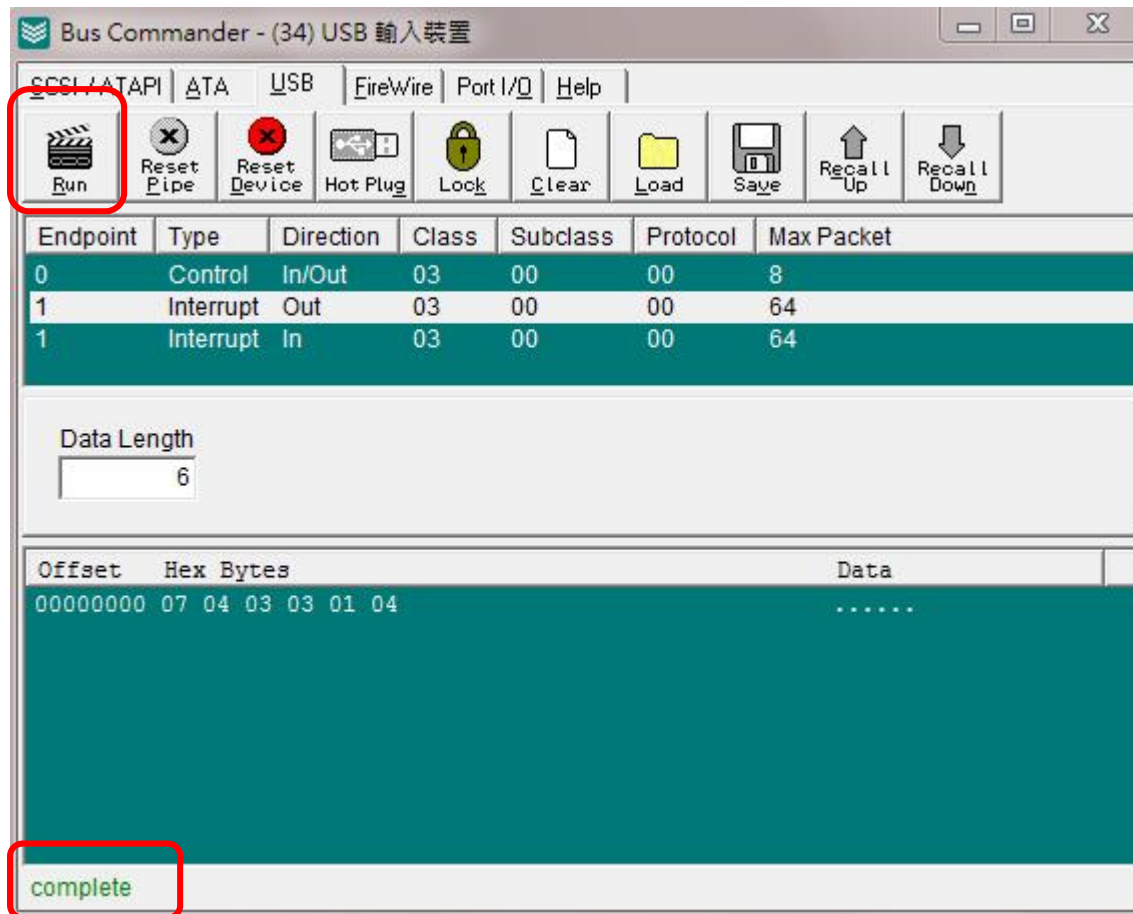 Bus Commander - (34) USB 輸入裝置
SCSI / ATAPI ATA USB FireWire Port I/O Help
Run Reset Pipe Reset Device Hot Plug Lock Clear Load Save Recall Up Recall Down
Endpoint Type Direction Class Subclass Protocol Max Packet
0 Control In/Out 03 00 00 8
1 Interrupt Out 03 00 00 64
1 Interrupt In 03 00 00 64
Data Length
6
Offset Hex Bytes Data
00000000 07 04 03 03 01 04 ......
complete